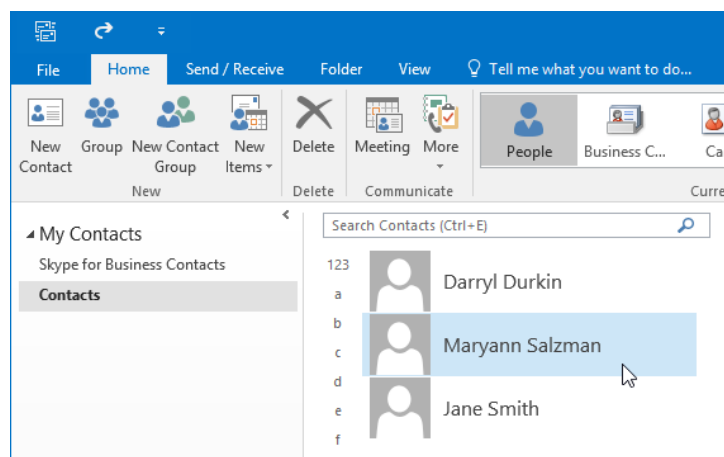 File Home Send / Receive Folder View Tell me what you want to do...
New Contact
Group
New Contact Group
New Items
Delete
Meeting
More
People
Business C...
Ca
New
Delete
Communicate
Curre
My Contacts
Skype for Business Contacts
Contacts
Search Contacts (Ctrl+E)
123
a
b
c
d
e
f
Darryl Durkin
Maryann Salzman
Jane Smith